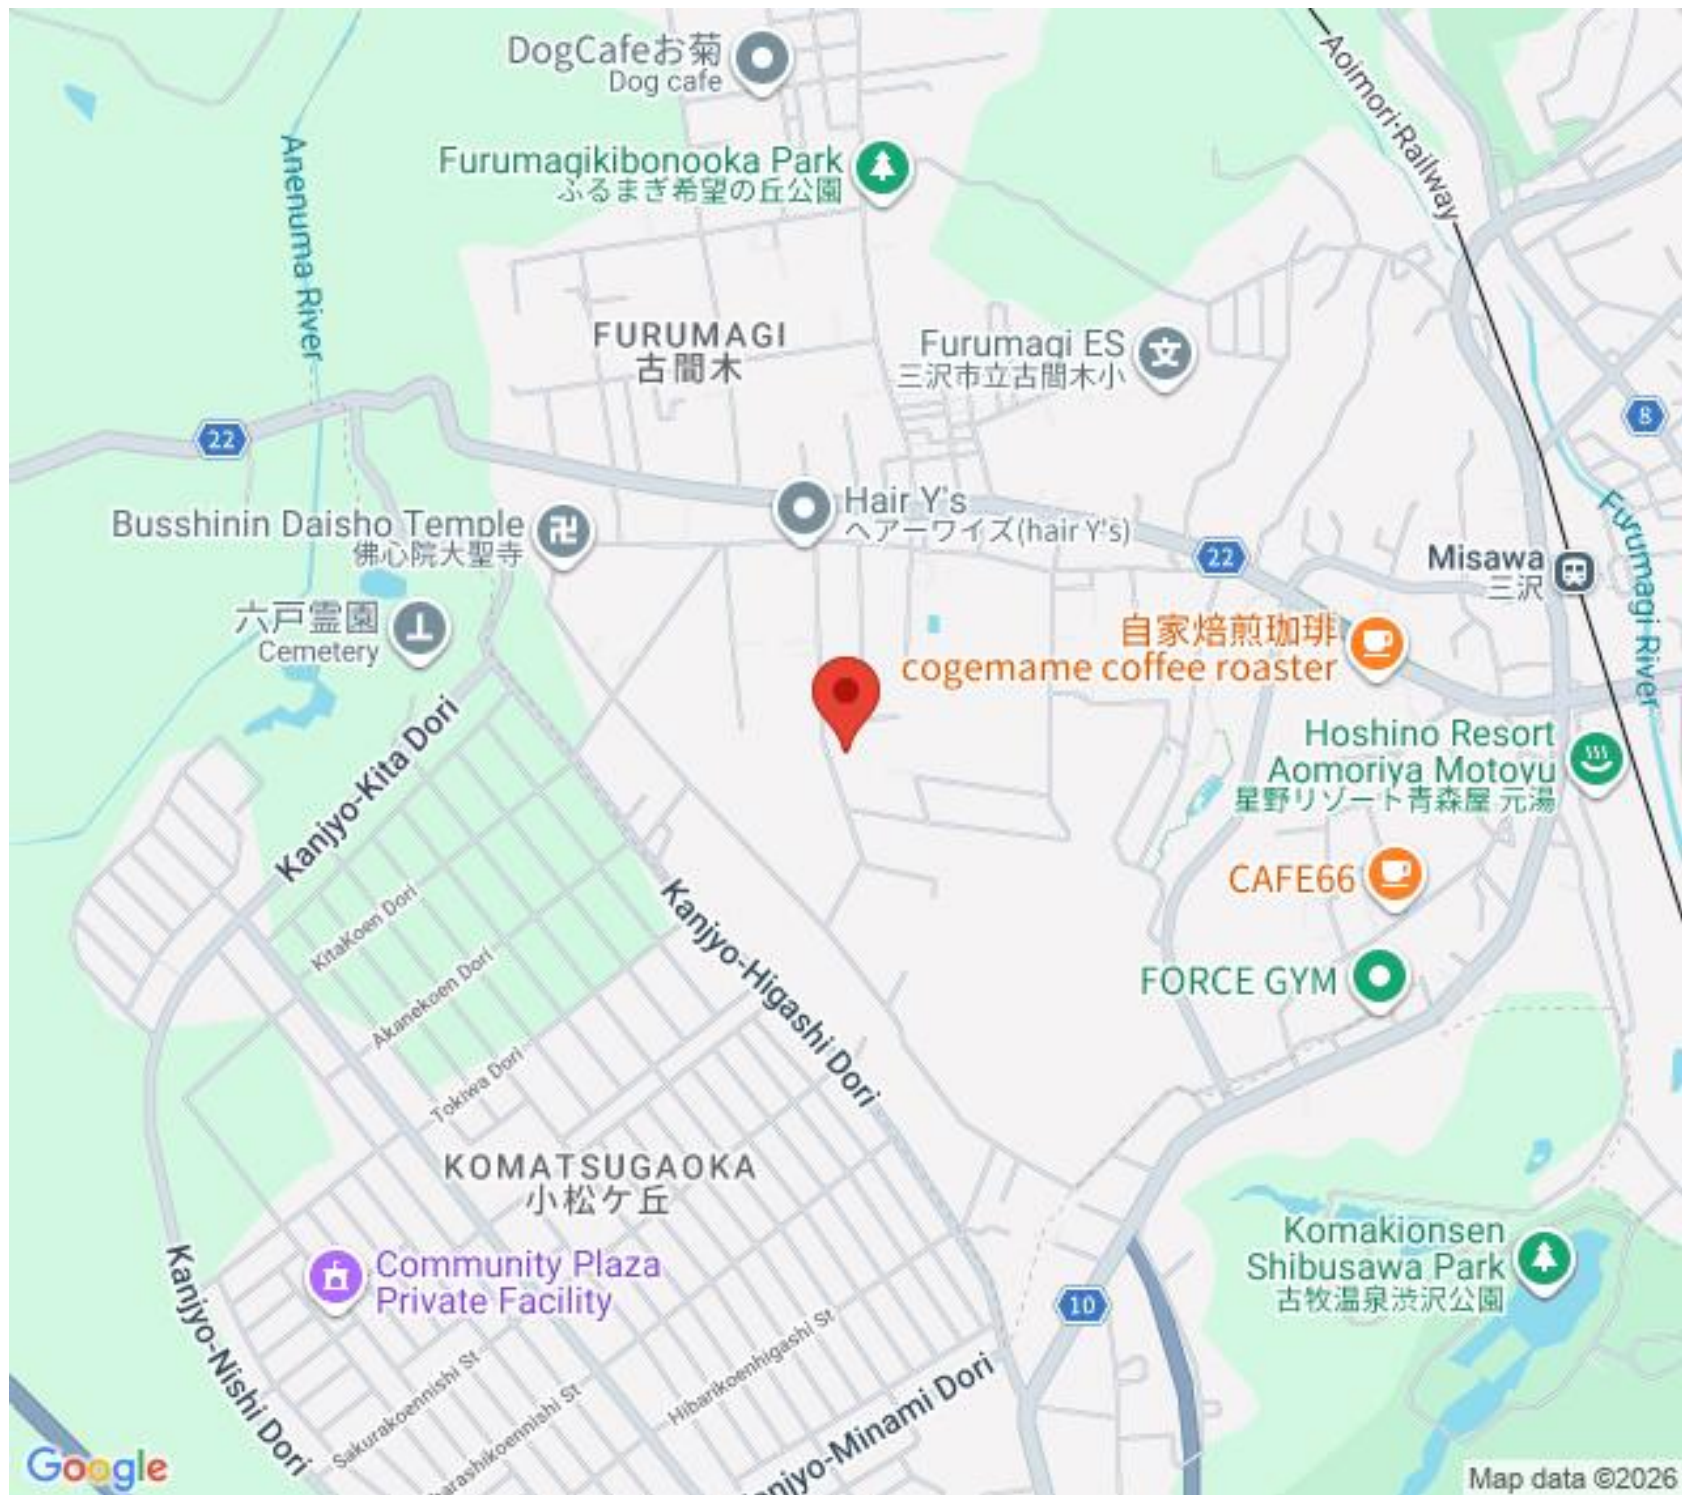 DogCafeお菊
Dog cafe
Aoimori-Railway
Anenuma River
Furumagikibonooka Park
ふるまぎ希望の丘公園
FURUMAGI
古間木
Furumagi ES
三沢市立古間木小
22
8
Hair Y's
ヘアーワイズ(hair Y's)
Busshinin Daisho Temple
佛心院大聖寺
22
Misawa
三沢
Furumagi River
六戸霊園
Cemetery
自家焙煎珈琲
cogemame coffee roaster
Kanjyo-Kita Dori
Hoshino Resort
Aomoriya Motoyu
星野リゾート青森屋 元湯
CAFE66
KitaKoen Dori
Kanjyo-Higashi Dori
Akanekoen Dori
FORCE GYM
Tokiwa Dori
KOMATSUGAOKA
小松ケ丘
Community Plaza
Private Facility
Komakionsen
Shibusawa Park
古牧温泉渋沢公園
10
Kanjyo-Nishi Dori
Hibarikoenhigashi St
Sakurakoennishi St
arashikoennishi St
anjyo-Minami Dori
Google
Map data ©2026